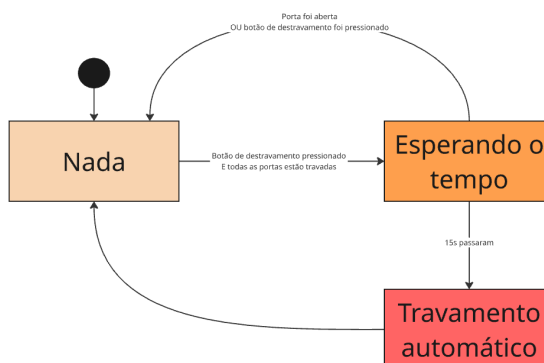 Porta foi aberta
OU botão de destravamento foi pressionado
Nada
Botão de destravamento pressionado
E todas as portas estão travadas
Esperando o
tempo
15s passaram
Travamento
automático